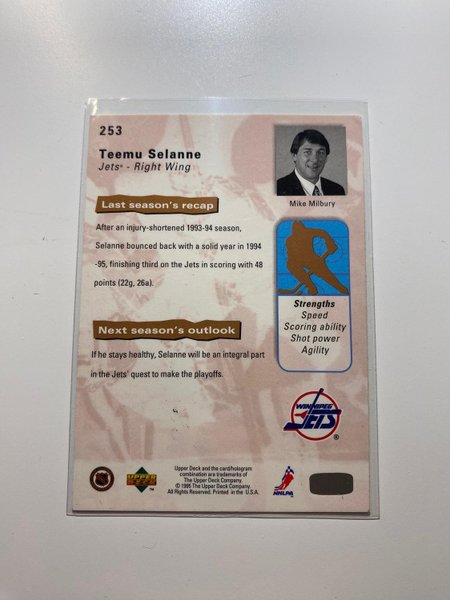 253
Teemu Selanne
Jets® - Right Wing
Mike Milbury
Last season's recap
After an injury-shortened 1993-94 season,
Selanne bounced back with a solid year in 1994
-95, finishing third on the Jets in scoring with 48
points (22g, 26a).
Strengths
Speed
Scoring ability
Shot power
Agility
Next season's outlook
If he stays healthy, Selanne will be an integral part
in the Jets' quest to make the playoffs.
WINNIPEG
JETS
®
UPPER
DECK
™
Upper Deck and the card/hologram
combination are trademarks of
The Upper Deck Company.
© 1995 The Upper Deck Company.
All Rights Reserved. Printed in the U.S.A.
NHLPA